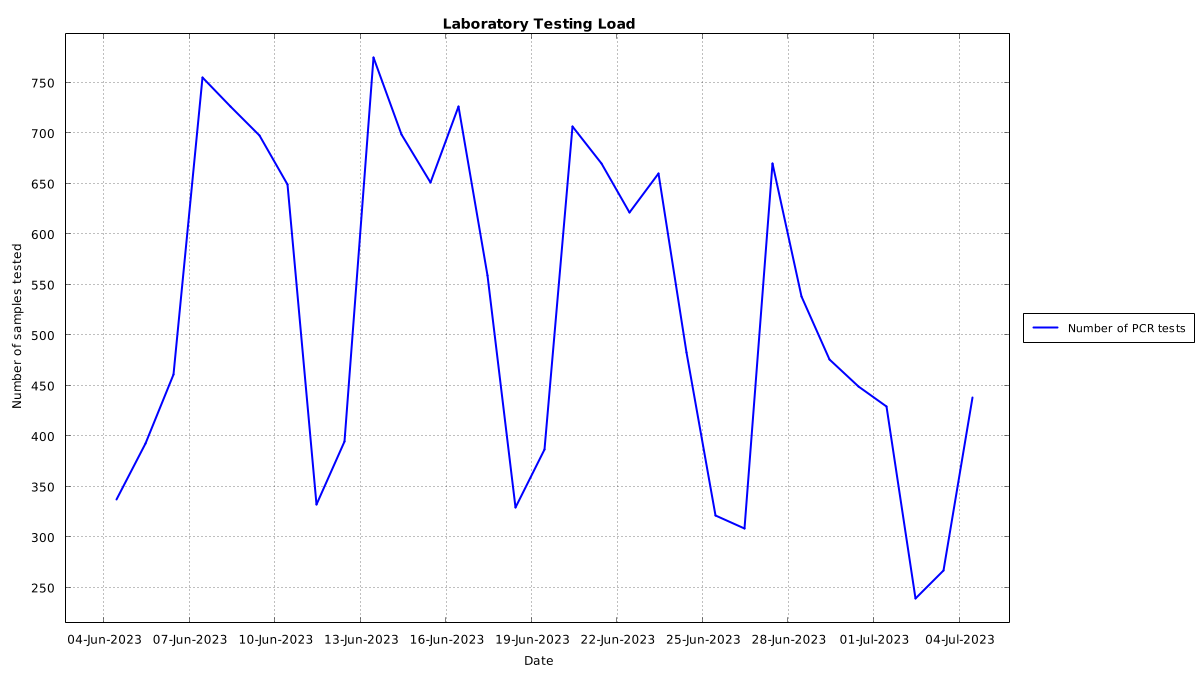 Laboratory Testing Load
750
700
650
600
550
500
450
400
350
300
250
Number of samples tested
04-Jun-2023 07-Jun-2023 10-Jun-2023 13-Jun-2023 16-Jun-2023 19-Jun-2023 22-Jun-2023 25-Jun-2023 28-Jun-2023 01-Jul-2023 04-Jul-2023
Date
Number of PCR tests